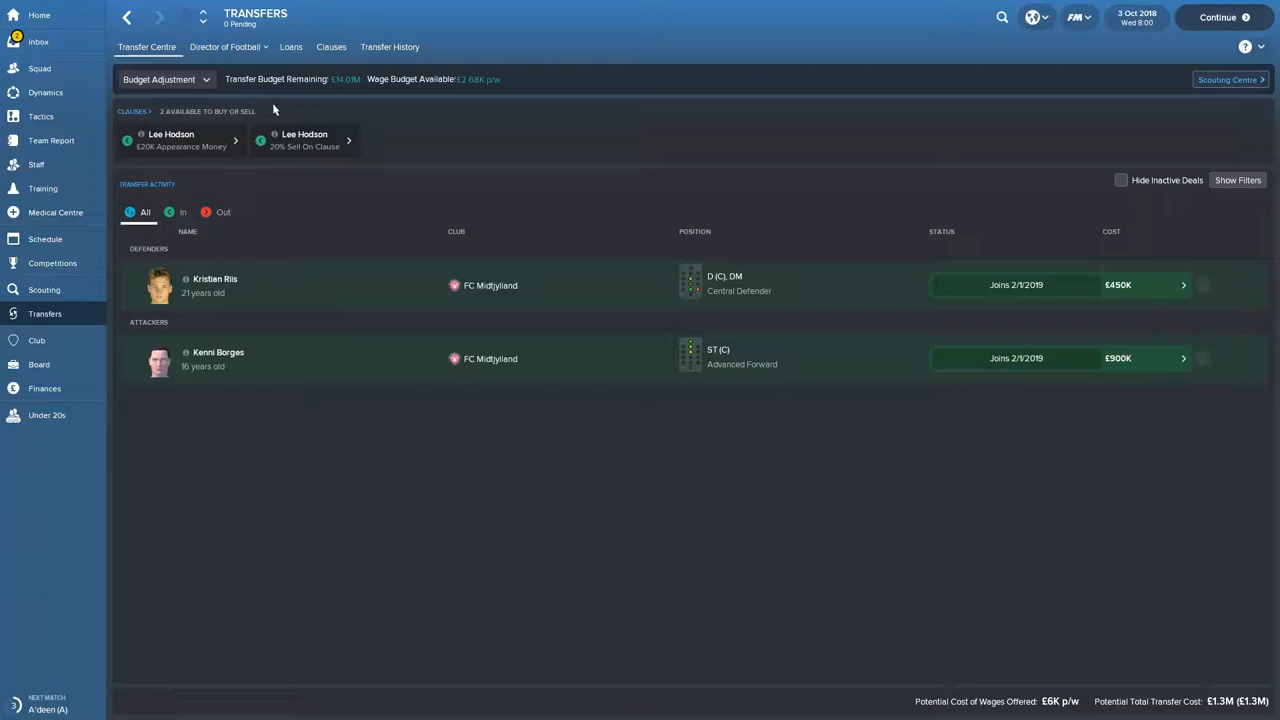 Home
2
Inbox
Squad
Dynamics
Tactics
Team Report
Staff
Training
Medical Centre
Schedule
Competitions
Scouting
Transfers
Club
Board
Finances
Under 20s
3
NEXT MATCH
A'deen (A)
TRANSFERS
0 Pending
FM
3 Oct 2018
Wed 8:00
Continue
Transfer Centre Director of Football Loans Clauses Transfer History
?
Budget Adjustment Transfer Budget Remaining: £14.01M Wage Budget Available: £2.68K p/w Scouting Centre >
CLAUSES > 2 AVAILABLE TO BUY OR SELL
Lee Hodson
£20K Appearance Money
Lee Hodson
20% Sell On Clause
TRANSFER ACTIVITY
Hide Inactive Deals Show Filters
All In Out
NAME CLUB POSITION STATUS COST
DEFENDERS
Kristian Riis
21 years old
FC Midtjylland
D (C), DM
Central Defender
Joins 2/1/2019 £450K
ATTACKERS
Kenni Borges
16 years old
FC Midtjylland
ST (C)
Advanced Forward
Joins 2/1/2019 £900K
Potential Cost of Wages Offered: £6K p/w Potential Total Transfer Cost: £1.3M (£1.3M)